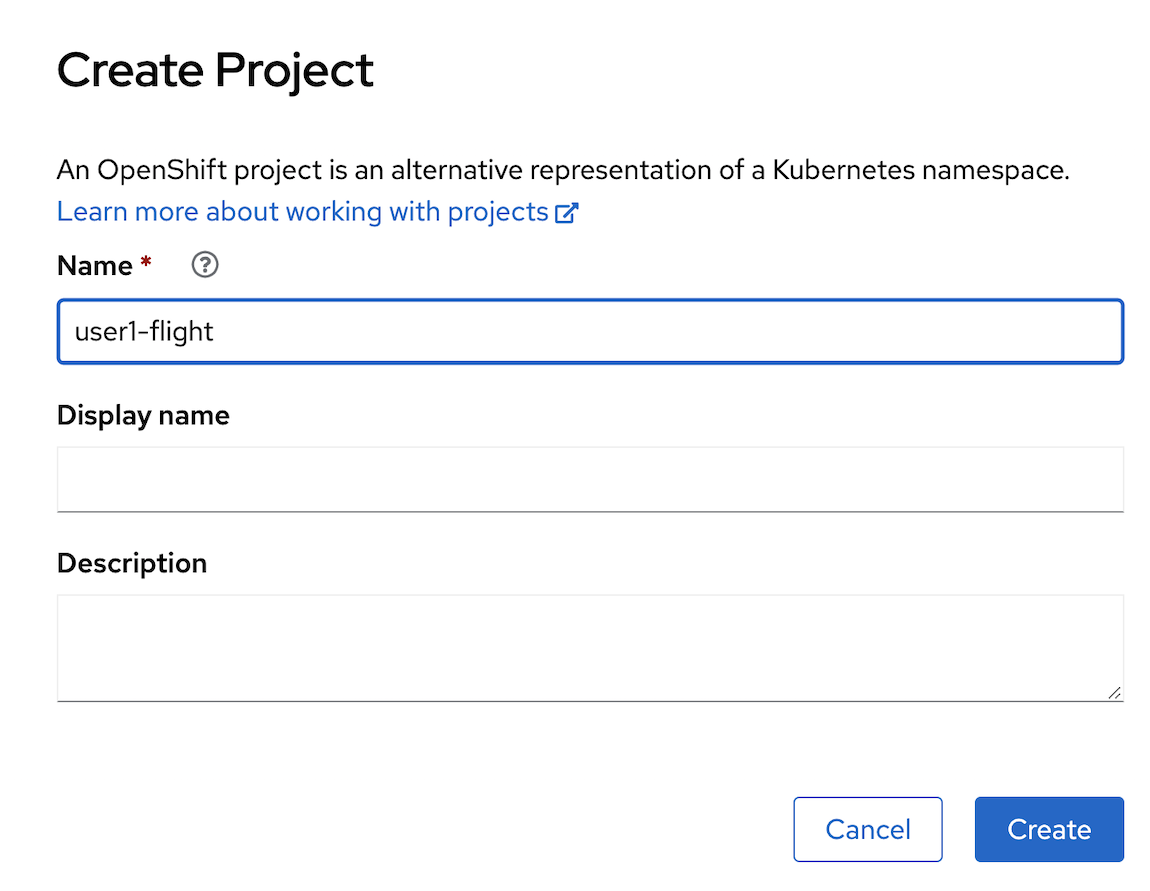 Create Project
An OpenShift project is an alternative representation of a Kubernetes namespace.
Learn more about working with projects
Name *
user1-flight
Display name
Description
Cancel
Create